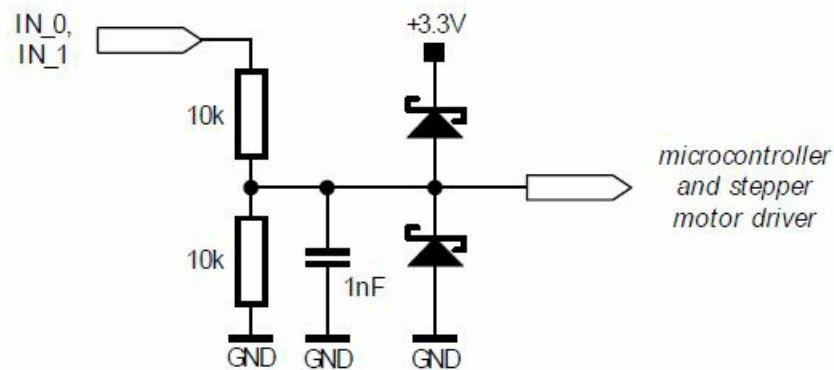 IN_0,
IN_1
+3.3V
10k
microcontroller
and stepper
motor driver
10k
1nF
GND
GND
GND